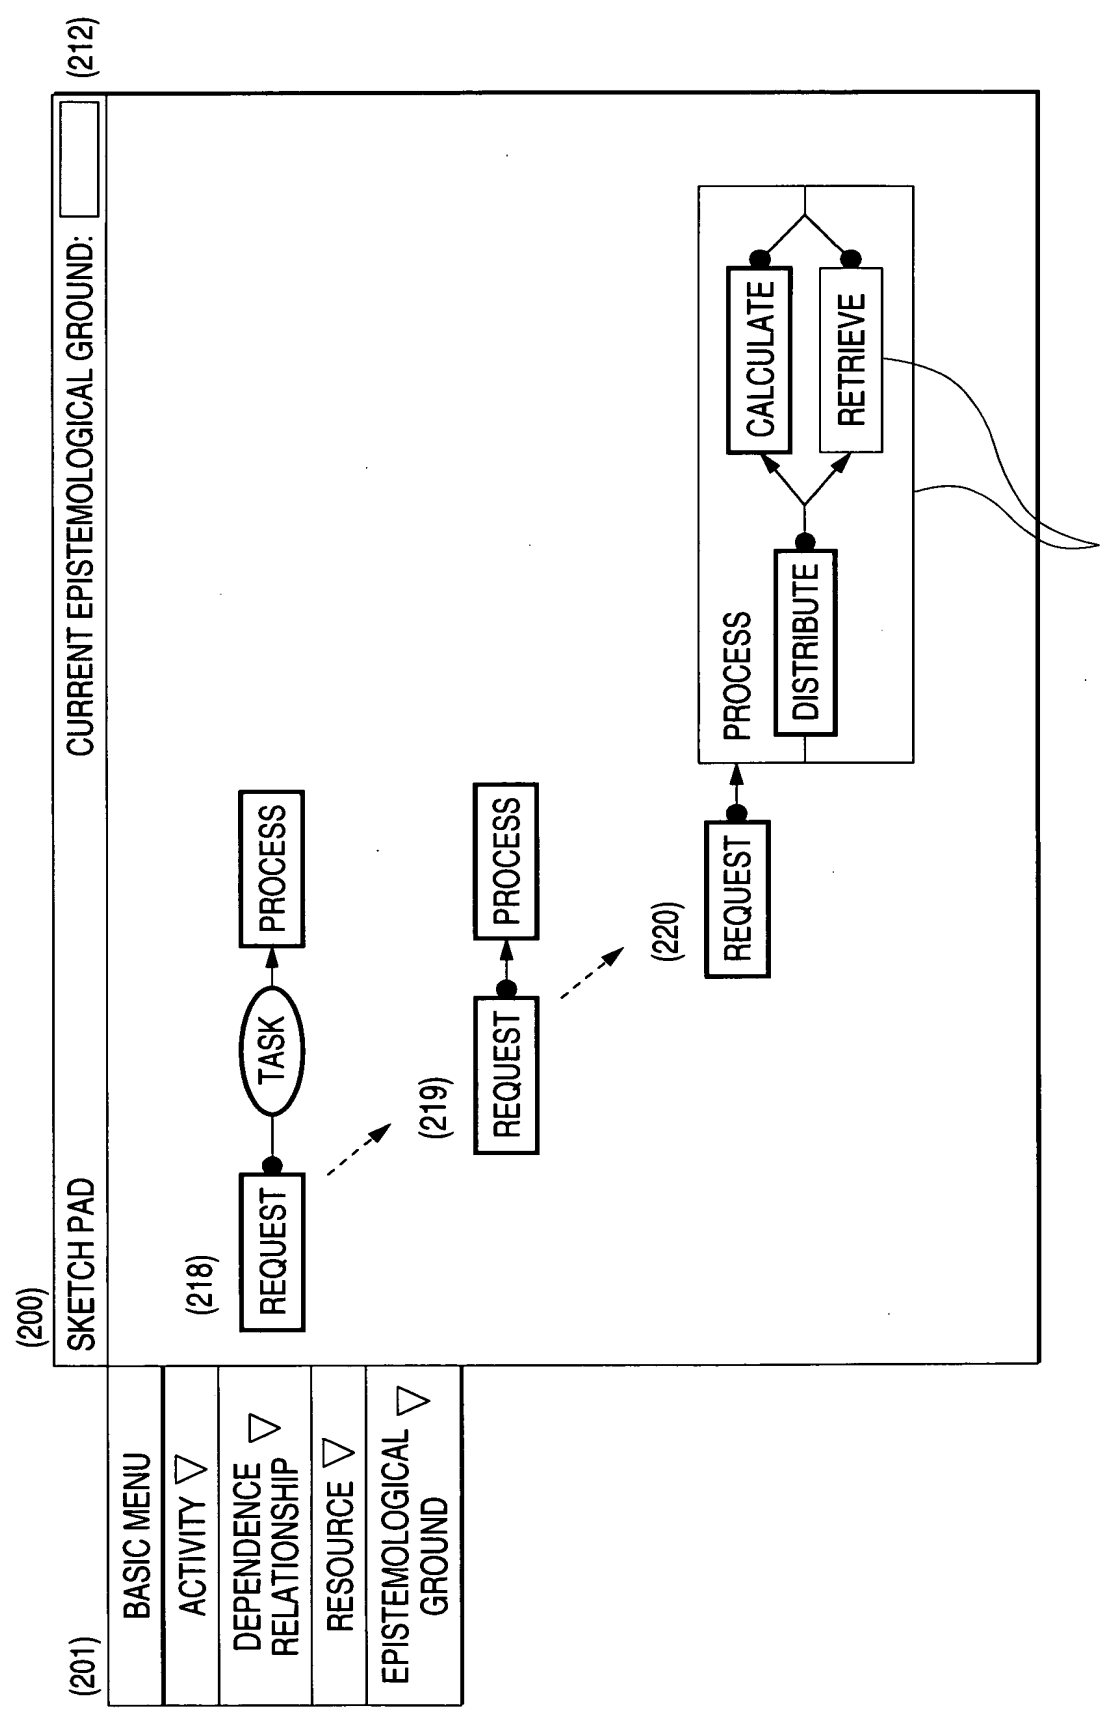 (200)
SKETCH PAD
CURRENT EPISTEMOLOGICAL GROUND:
(212)
(201)
BASIC MENU
ACTIVITY ▽
DEPENDENCE
RELATIONSHIP ▽
RESOURCE ▽
EPISTEMOLOGICAL
GROUND ▽
(218)
REQUEST
TASK
PROCESS
(219)
REQUEST
PROCESS
(220)
REQUEST
PROCESS
DISTRIBUTE
CALCULATE
RETRIEVE